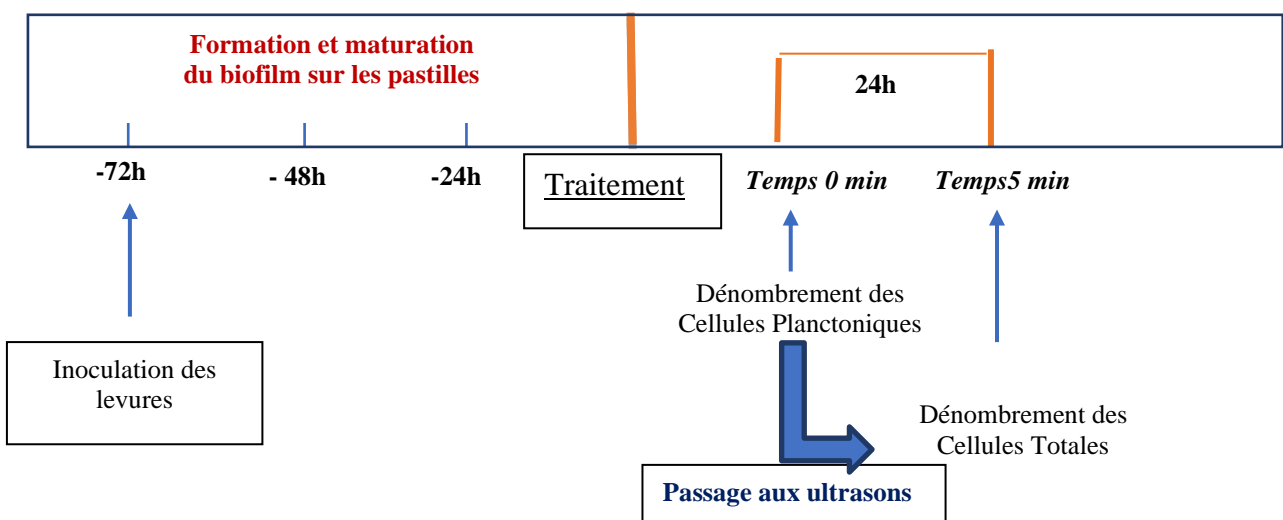 Formation et maturation
du biofilm sur les pastilles
24h
-72h
- 48h
-24h
Traitement
Temps 0 min
Temps5 min
Dénombrement des
Cellules Planctoniques
Inoculation des
levures
Dénombrement des
Cellules Totales
Passage aux ultrasons